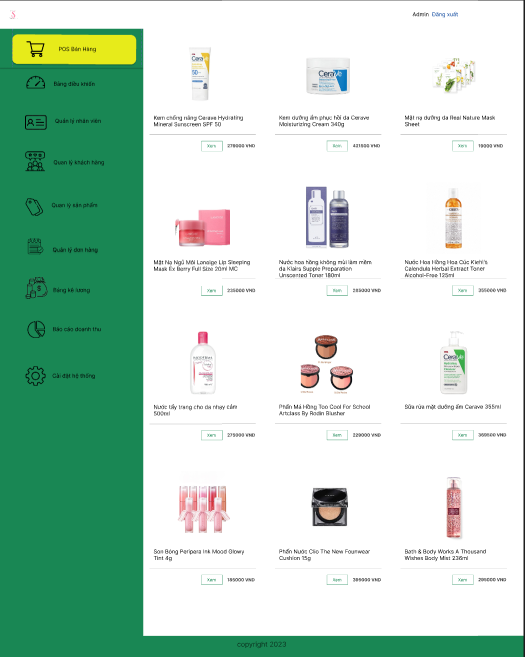 Admin Đăng xuất
POS Bán Hàng
Bảng điều khiển
Quản lý nhân viên
Quan lý khách hàng
Quan lý sản phẩm
Quản lý đơn hàng
Bảng kê lương
Báo cáo doanh thu
Cài đặt hệ thống
Kem chống nắng Cerave Hydrating
Mineral Sunscreen SPF 50
Xem 279000 VND
Kem dưỡng ẩm phục hồi da Cerave
Moisturizing Cream 340g
Xem 421000 VND
Mặt nạ dưỡng da Real Nature Mask
Sheet
Xem 19000 VND
Mặt Nạ Ngủ Môi Laneige Lip Sleeping
Mask Ex Berry Full Size 20ml MC
Xem 235000 VND
Nước hoa hồng không mùi làm mềm
da Klairs Supple Preparation
Unscented Toner 180ml
Xem 205000 VND
Nước Hoa Hồng Hoa Cúc Kiehl's
Calendula Herbal Extract Toner
Alcohol-Free 125ml
Xem 355000 VND
Nước tẩy trang cho da nhạy cảm
500ml
Xem 275000 VND
Phấn Má Hồng Too Cool For School
Artclass By Rodin Blusher
Xem 229000 VND
Sữa rửa mặt dưỡng ẩm Cerave 355ml
Xem 369500 VND
Son Bóng Peripera Ink Mood Glowy
Tint 4g
Xem 185000 VND
Phấn Nước Clio The New Founwear
Cushion 15g
Xem 395000 VND
Bath & Body Works A Thousand
Wishes Body Mist 236ml
Xem 295000 VND
copyright 2023